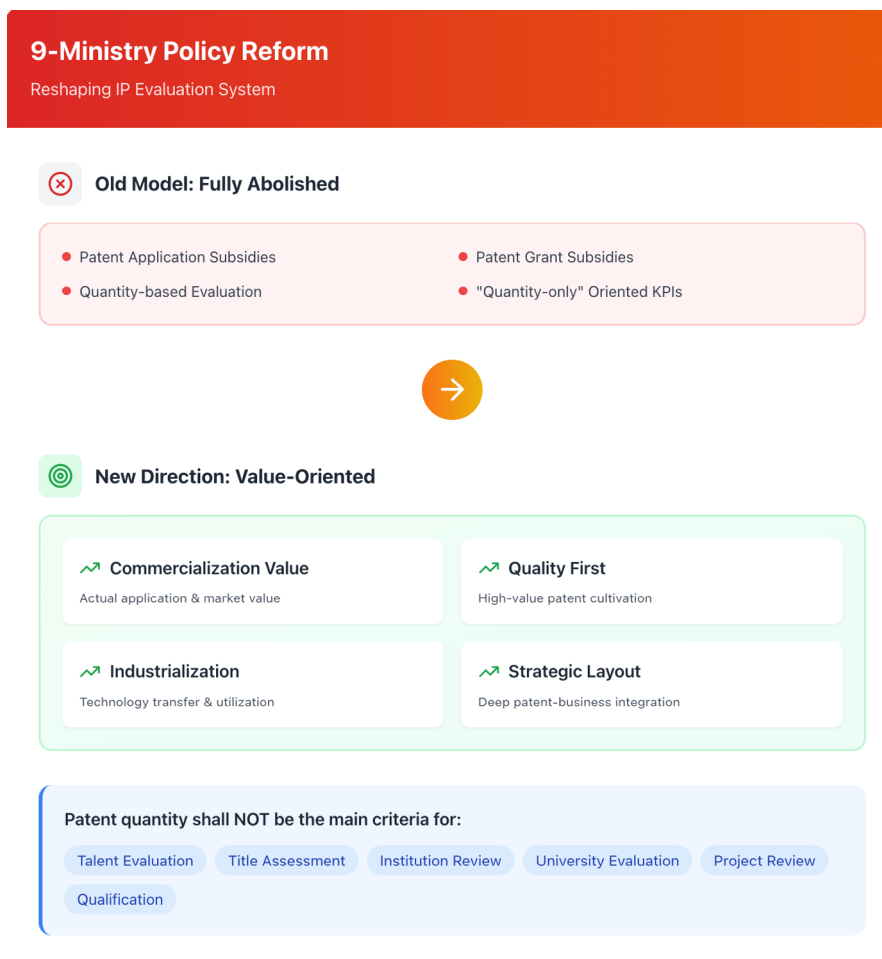 9-Ministry Policy Reform
Reshaping IP Evaluation System
Old Model: Fully Abolished
Patent Application Subsidies
Patent Grant Subsidies
Quantity-based Evaluation
"Quantity-only" Oriented KPIs
New Direction: Value-Oriented
Commercialization Value
Actual application & market value
Quality First
High-value patent cultivation
Industrialization
Technology transfer & utilization
Strategic Layout
Deep patent-business integration
Patent quantity shall NOT be the main criteria for:
Talent Evaluation
Title Assessment
Institution Review
University Evaluation
Project Review
Qualification